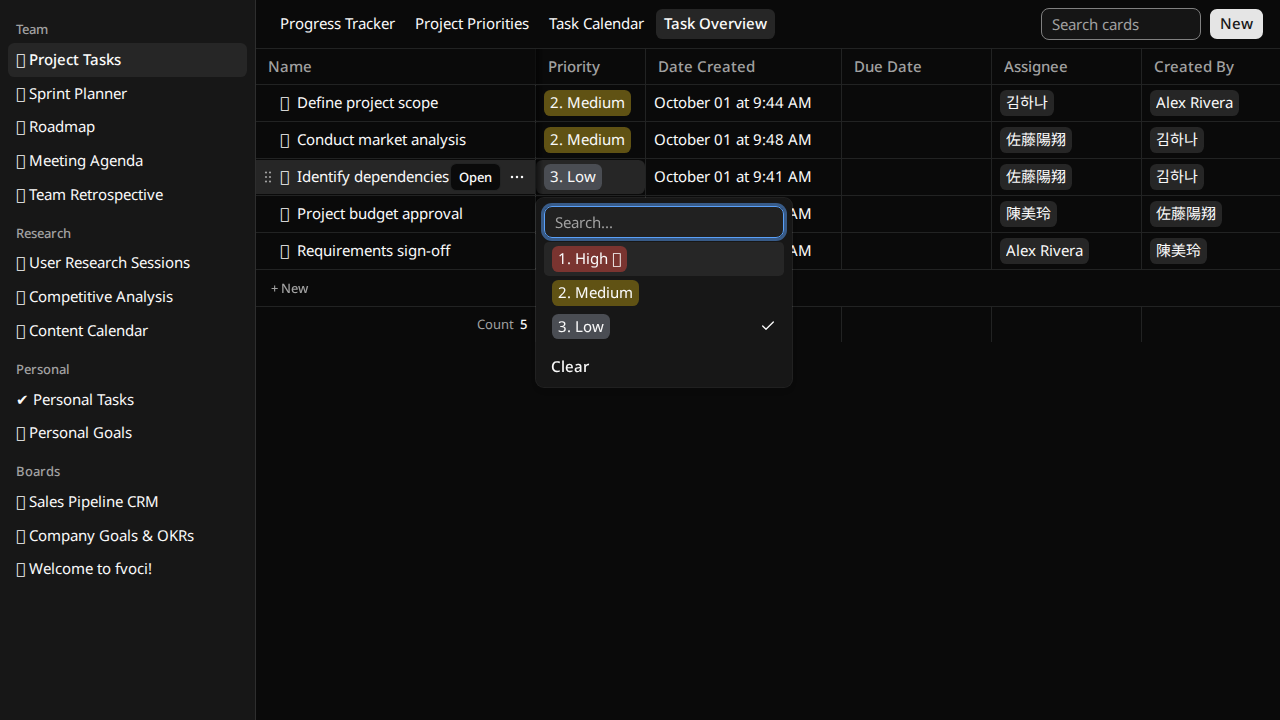 Team
Project Tasks
Sprint Planner
Roadmap
Meeting Agenda
Team Retrospective
Research
User Research Sessions
Competitive Analysis
Content Calendar
Personal
✔ Personal Tasks
Personal Goals
Boards
Sales Pipeline CRM
Company Goals & OKRs
Welcome to fvoci!
Progress Tracker Project Priorities Task Calendar Task Overview Search cards New
Name Priority Date Created Due Date Assignee Created By
Define project scope 2. Medium October 01 at 9:44 AM 김하나 Alex Rivera
Conduct market analysis 2. Medium October 01 at 9:48 AM 佐藤陽翔 김하나
Identify dependencies Open ··· 3. Low October 01 at 9:41 AM 佐藤陽翔 김하나
Project budget approval AM 陳美玲 佐藤陽翔
Requirements sign-off AM Alex Rivera 陳美玲
+ New
Count 5
Search...
1. High
2. Medium
3. Low
Clear